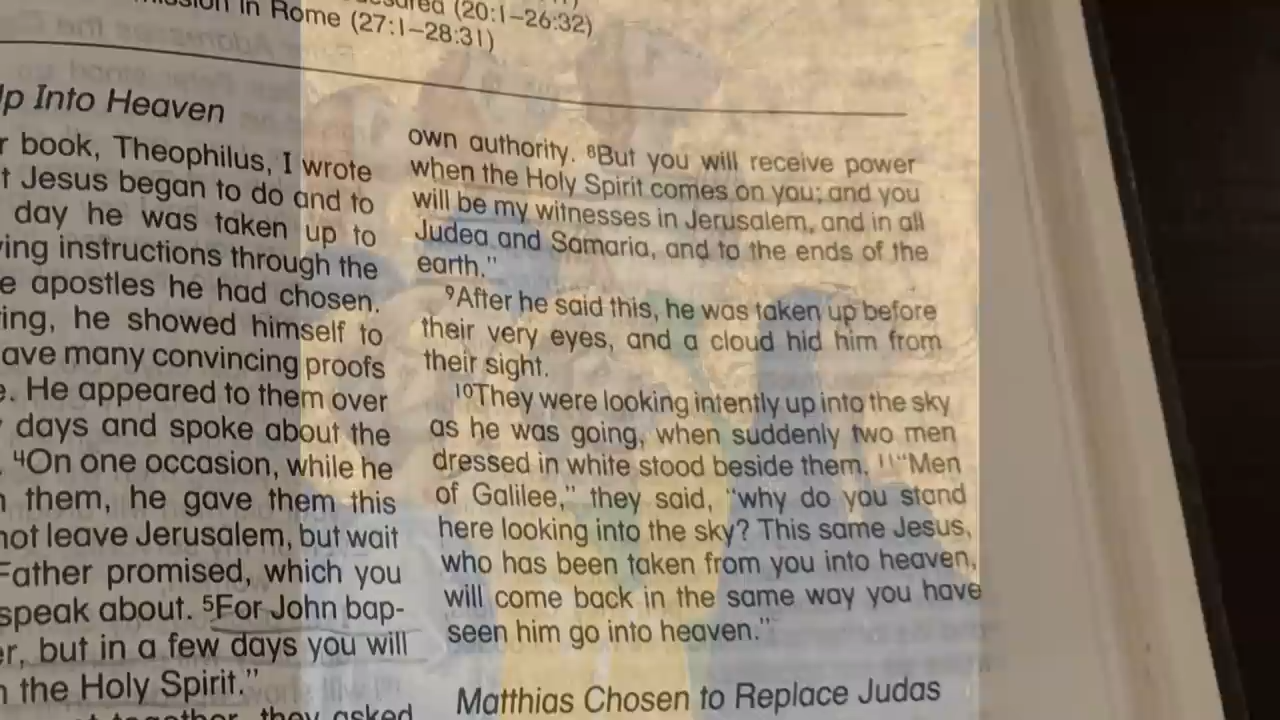 in Rome (27:1–28:31)
(20:1–26:32)
Up Into Heaven
book, Theophilus, I wrote
Jesus began to do and to
day he was taken up to
instructions through the
apostles he had chosen.
he showed himself to
many convincing proofs
He appeared to them over
days and spoke about the
⁴On one occasion, while he
them, he gave them this
not leave Jerusalem, but wait
Father promised, which you
speak about. ⁵For John bap-
but in a few days you will
the Holy Spirit.”
they asked
own authority. ⁸But you will receive power
when the Holy Spirit comes on you; and you
will be my witnesses in Jerusalem, and in all
Judea and Samaria, and to the ends of the
earth.”
⁹After he said this, he was taken up before
their very eyes, and a cloud hid him from
their sight.
¹⁰They were looking intently up into the sky
as he was going, when suddenly two men
dressed in white stood beside them. ¹¹“Men
of Galilee,” they said, “why do you stand
here looking into the sky? This same Jesus,
who has been taken from you into heaven,
will come back in the same way you have
seen him go into heaven.”
Matthias Chosen to Replace Judas